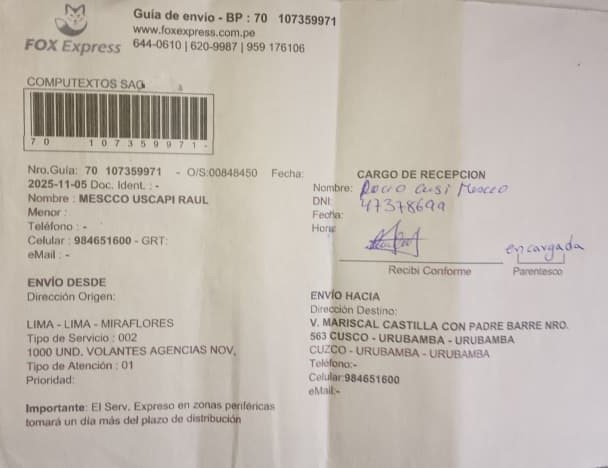 FOX Express
Guía de envío - BP : 70 107359971
www.foxexpress.com.pe
644-0610 | 620-9987 | 959 176106
COMPUTEXTOS SAC
70 107359971-
Nro.Guía: 70 107359971 - O/S:00848450 Fecha:
2025-11-05 Doc. Ident. : -
Nombre : MESCCO USCAPI RAUL
Menor :
Teléfono : -
Celular : 984651600 - GRT:
eMail : -
CARGO DE RECEPCION
Nombre: Rocio Cusi Mescco
DNI: 47378699
Fecha:
Hora:
encargada
Recibi Conforme Parentesco
ENVÍO DESDE
Dirección Origen:
LIMA - LIMA - MIRAFLORES
Tipo de Servicio : 002
1000 UND. VOLANTES AGENCIAS NOV,
Tipo de Atención : 01
Prioridad:
ENVÍO HACIA
Dirección Destino:
V. MARISCAL CASTILLA CON PADRE BARRE NRO.
563 CUSCO - URUBAMBA - URUBAMBA
CUZCO - URUBAMBA - URUBAMBA
Teléfono:-
Celular:984651600
eMail:-
Importante: El Serv. Expreso en zonas periféricas
tomará un día más del plazo de distribución